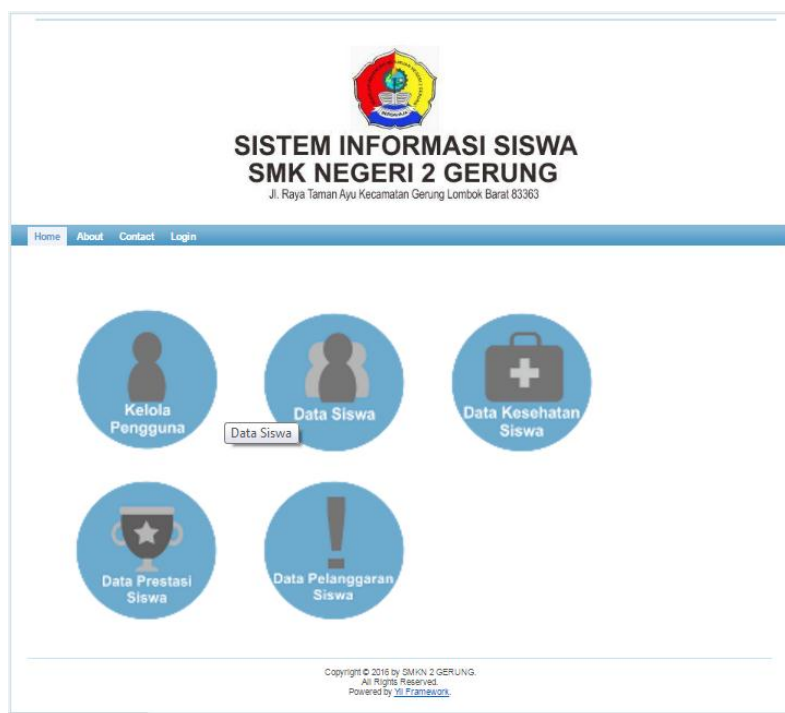 SISTEM INFORMASI SISWA
SMK NEGERI 2 GERUNG
Jl. Raya Taman Ayu Kecamatan Gerung Lombok Barat 83363
Home About Contact Login
Kelola
Pengguna
Data Siswa
Data Siswa
Data Kesehatan
Siswa
Data Prestasi
Siswa
Data Pelanggaran
Siswa
Copyright © 2016 by SMKN 2 GERUNG.
All Rights Reserved.
Powered by Yii Framework.